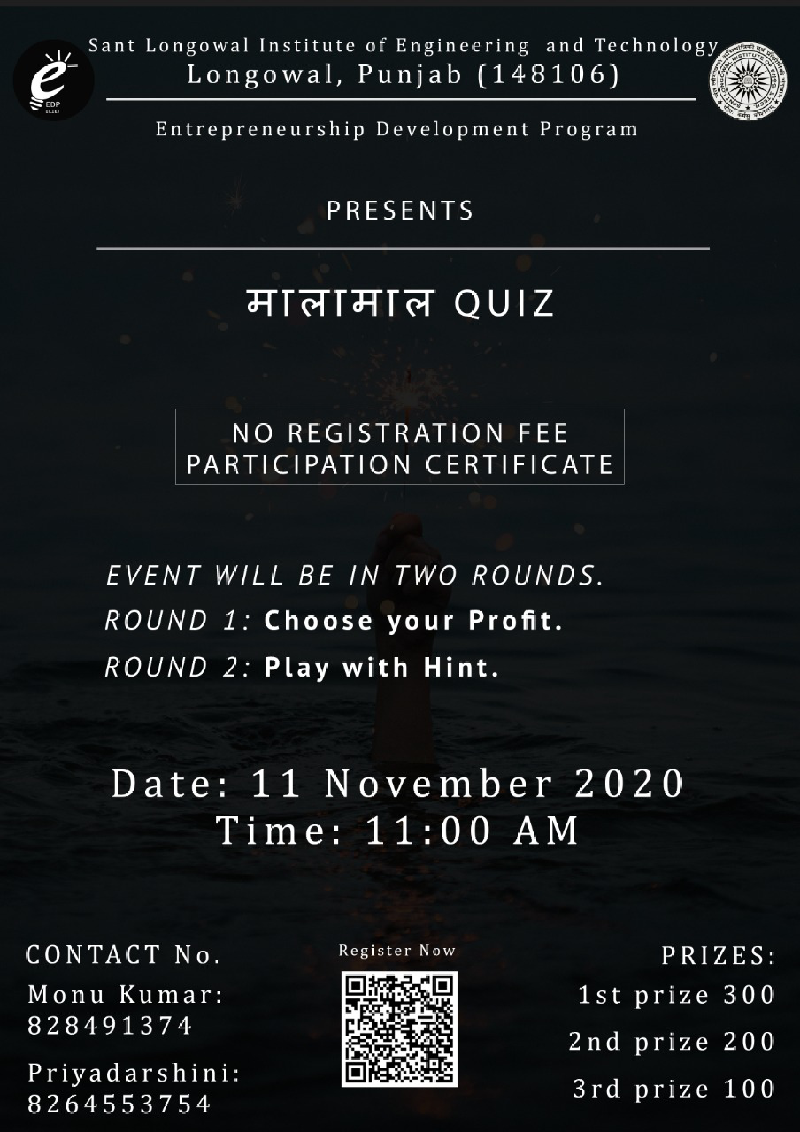 Sant Longowal Institute of Engineering and Technology
Longowal, Punjab (148106)
EDP
SLIET
Entrepreneurship Development Program
PRESENTS
मालामाल QUIZ
NO REGISTRATION FEE
PARTICIPATION CERTIFICATE
EVENT WILL BE IN TWO ROUNDS.
ROUND 1: Choose your Profit.
ROUND 2: Play with Hint.
Date: 11 November 2020
Time: 11:00 AM
CONTACT No.
Monu Kumar:
828491374
Priyadarshini:
8264553754
Register Now
PRIZES:
1st prize 300
2nd prize 200
3rd prize 100